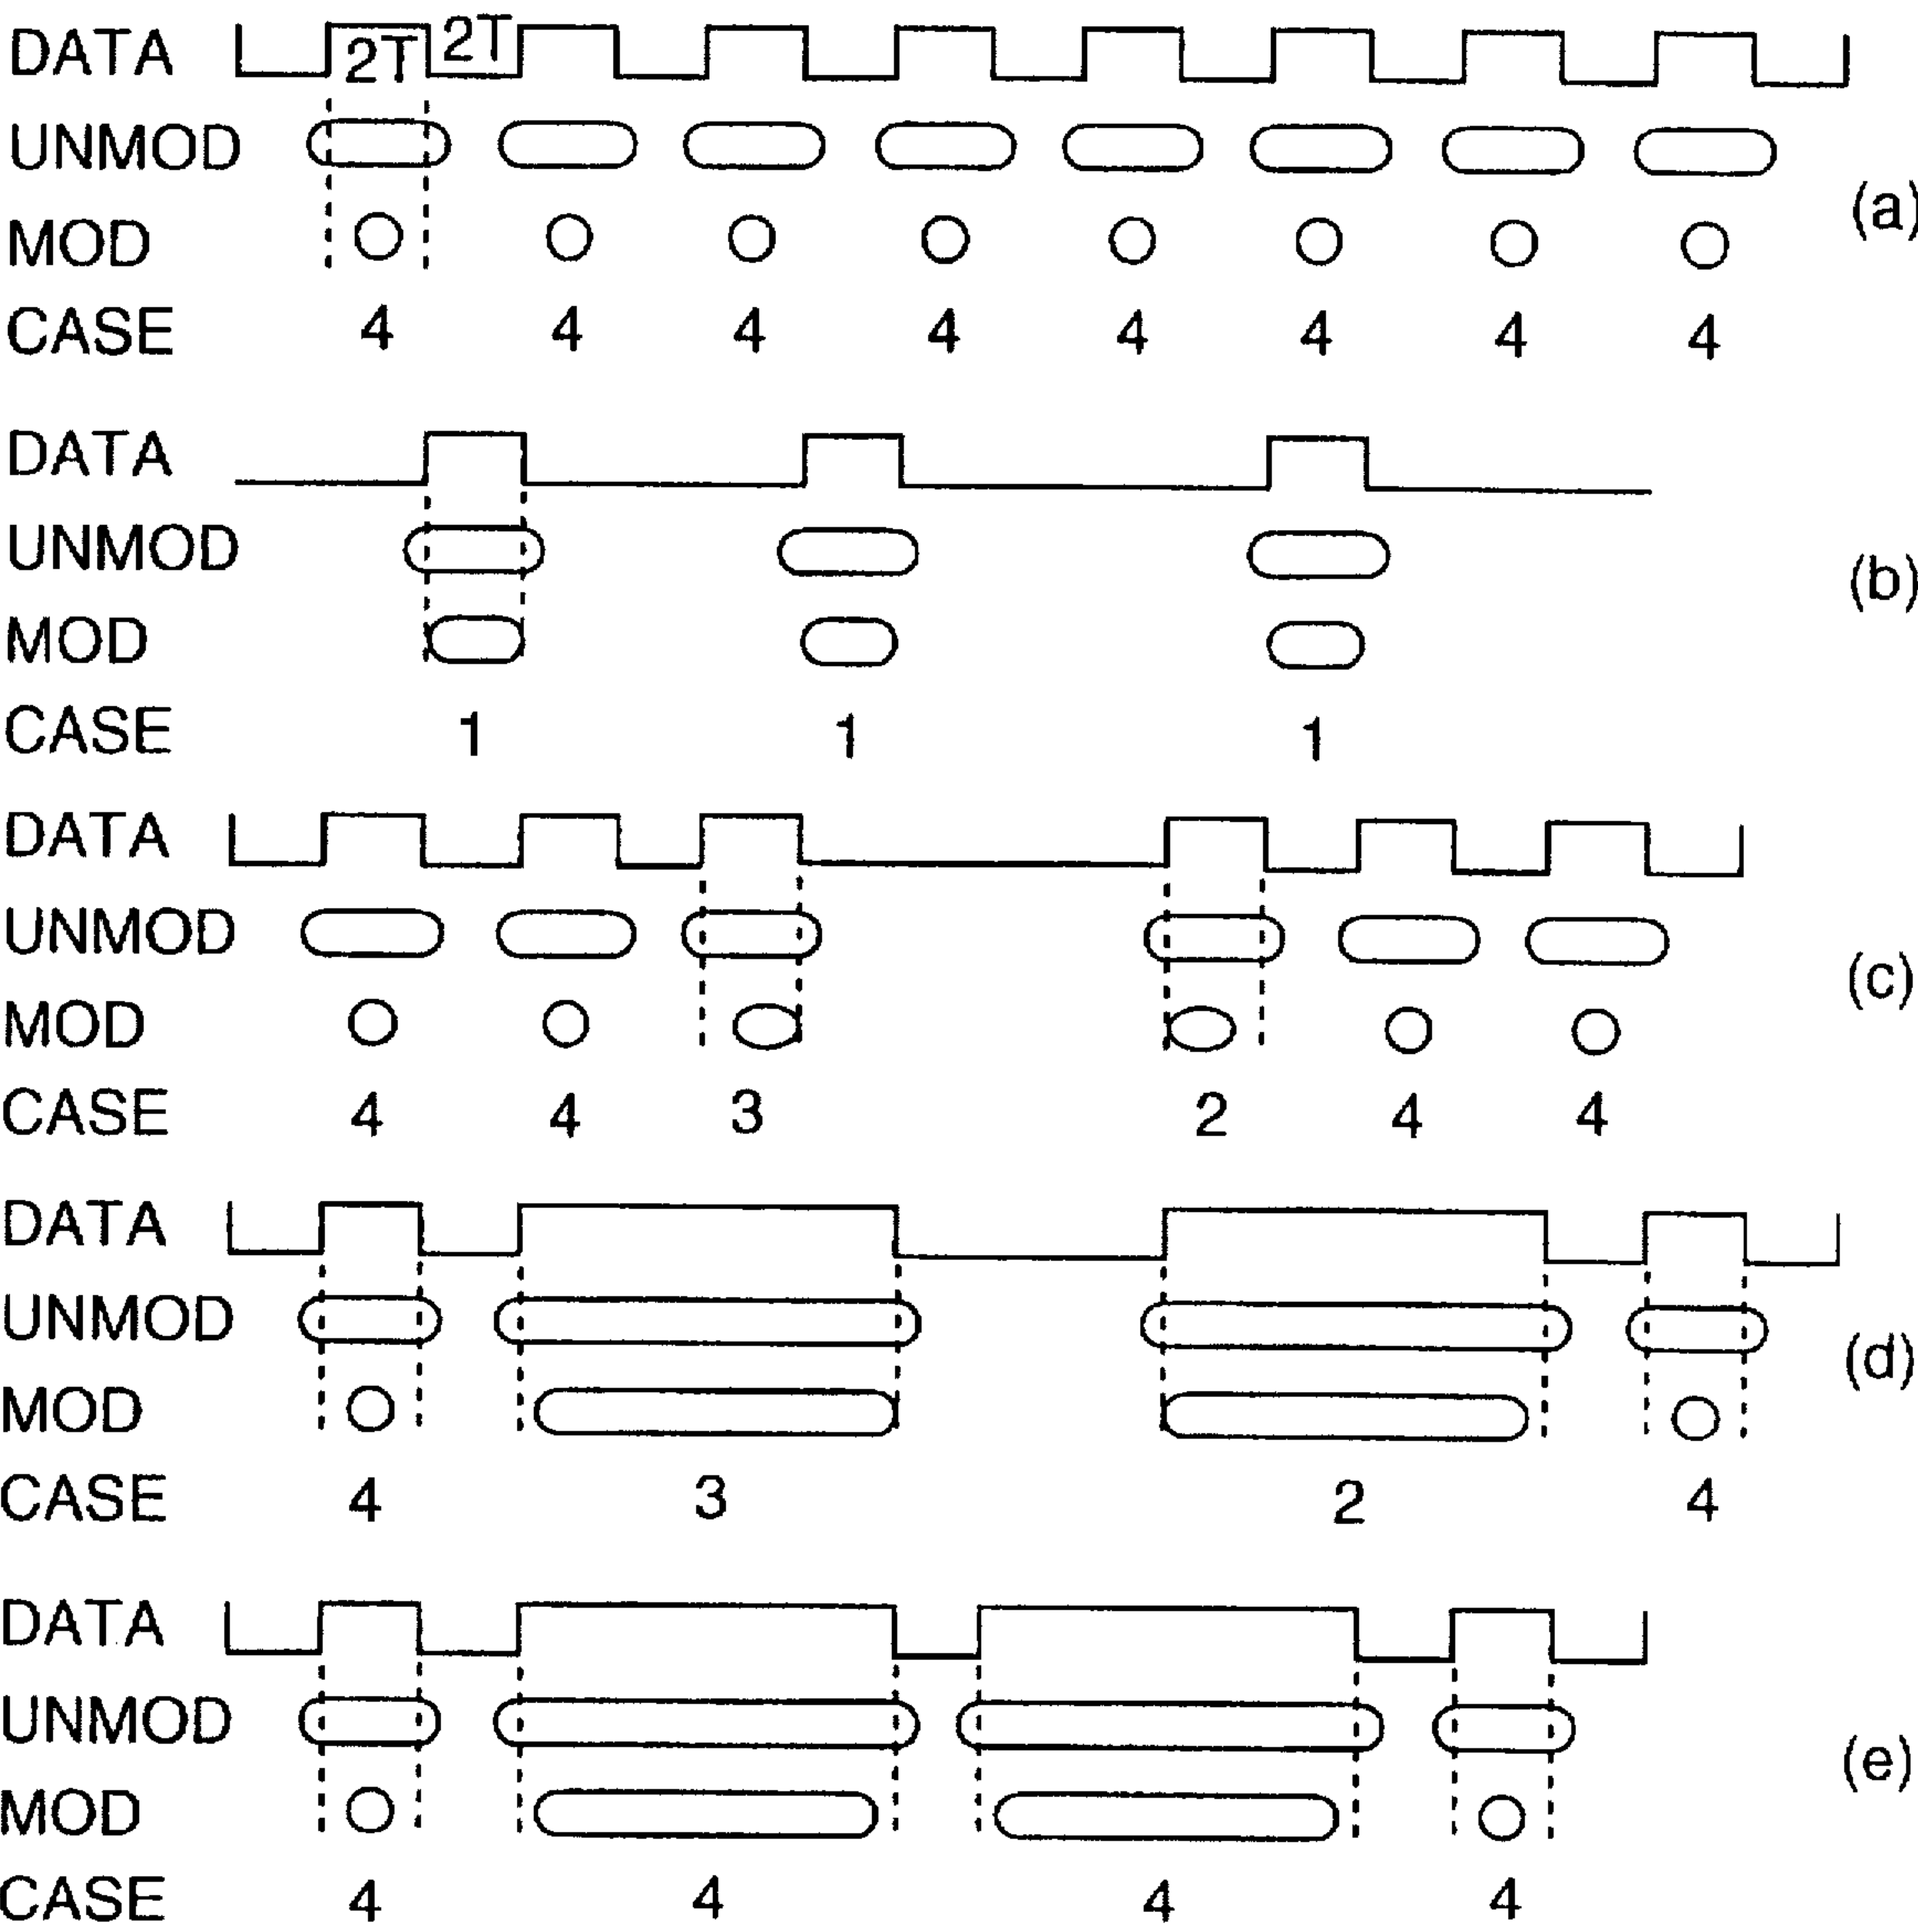 DATA 2T 2T
UNMOD
(a)
MOD
CASE 4 4 4 4 4 4 4 4
DATA
UNMOD
(b)
MOD
CASE 1 1 1
DATA
UNMOD
(c)
MOD
CASE 4 4 3 2 4 4
DATA
UNMOD
(d)
MOD
CASE 4 3 2 4
DATA
UNMOD
(e)
MOD
CASE 4 4 4 4